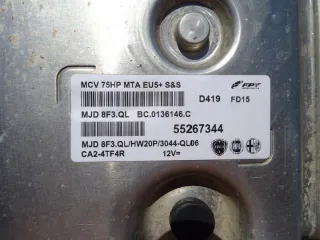 MCV 75HP MTA EU5+ S&S
FPT
D419 FD15
MJD 8F3.QL BC.0136146.C
55267344
MJD 8F3.QL/HW20P/3044-QL06
CA2-4TF4R 12V=